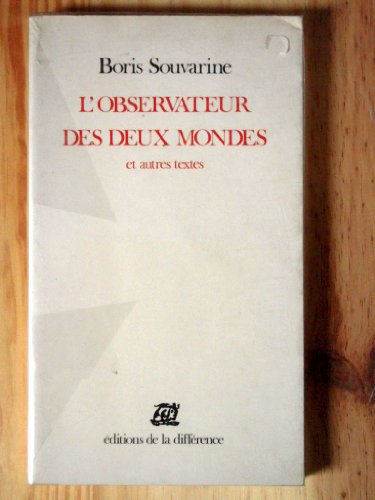 Boris Souvarine
L'OBSERVATEUR
DES DEUX MONDES
et autres textes
éditions de la différence